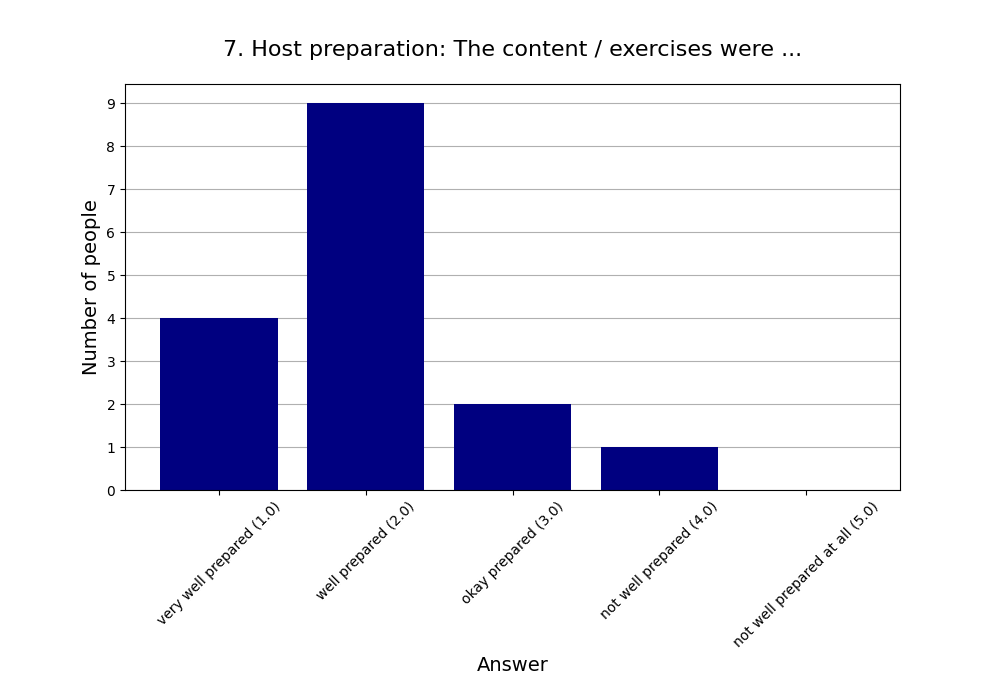 7. Host preparation: The content / exercises were ...
Number of people
9
8
7
6
5
4
3
2
1
0
very well prepared (1.0)
well prepared (2.0)
okay prepared (3.0)
not well prepared (4.0)
not well prepared at all (5.0)
Answer